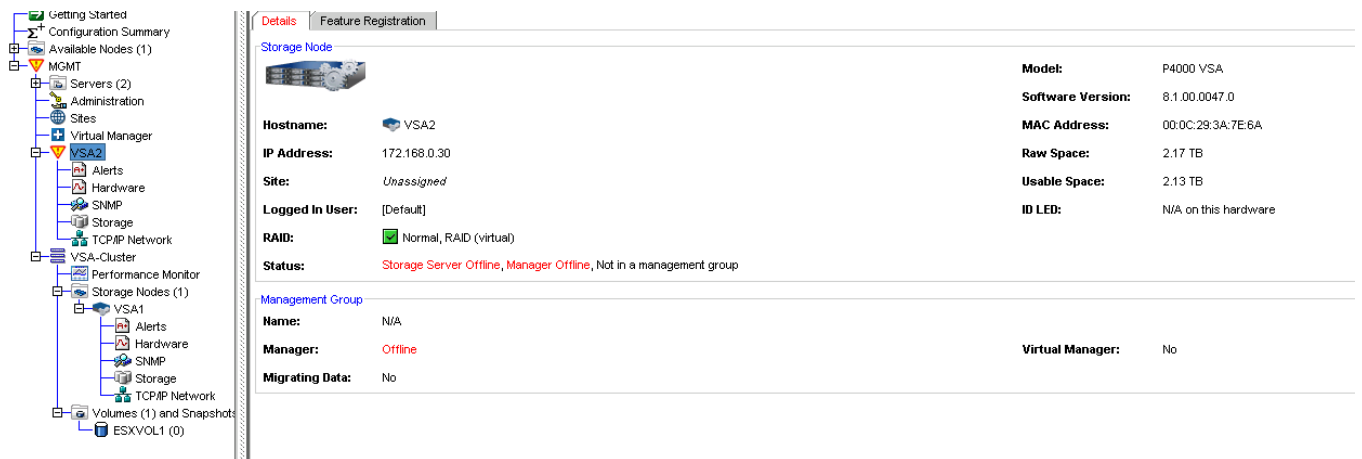 Getting Started
Configuration Summary
Available Nodes (1)
MGMT
Servers (2)
Administration
Sites
Virtual Manager
VSA2
Alerts
Hardware
SNMP
Storage
TCP/IP Network
VSA-Cluster
Performance Monitor
Storage Nodes (1)
VSA1
Alerts
Hardware
SNMP
Storage
TCP/IP Network
Volumes (1) and Snapshots
ESXVOL1 (0)
Details Feature Registration
Storage Node
Model: P4000 VSA
Software Version: 8.1.00.0047.0
Hostname: VSA2 MAC Address: 00:0C:29:3A:7E:6A
IP Address: 172.168.0.30 Raw Space: 2.17 TB
Site: Unassigned Usable Space: 2.13 TB
Logged In User: [Default] ID LED: N/A on this hardware
RAID: Normal, RAID (virtual)
Status: Storage Server Offline, Manager Offline, Not in a management group
Management Group
Name: N/A
Manager: Offline Virtual Manager: No
Migrating Data: No